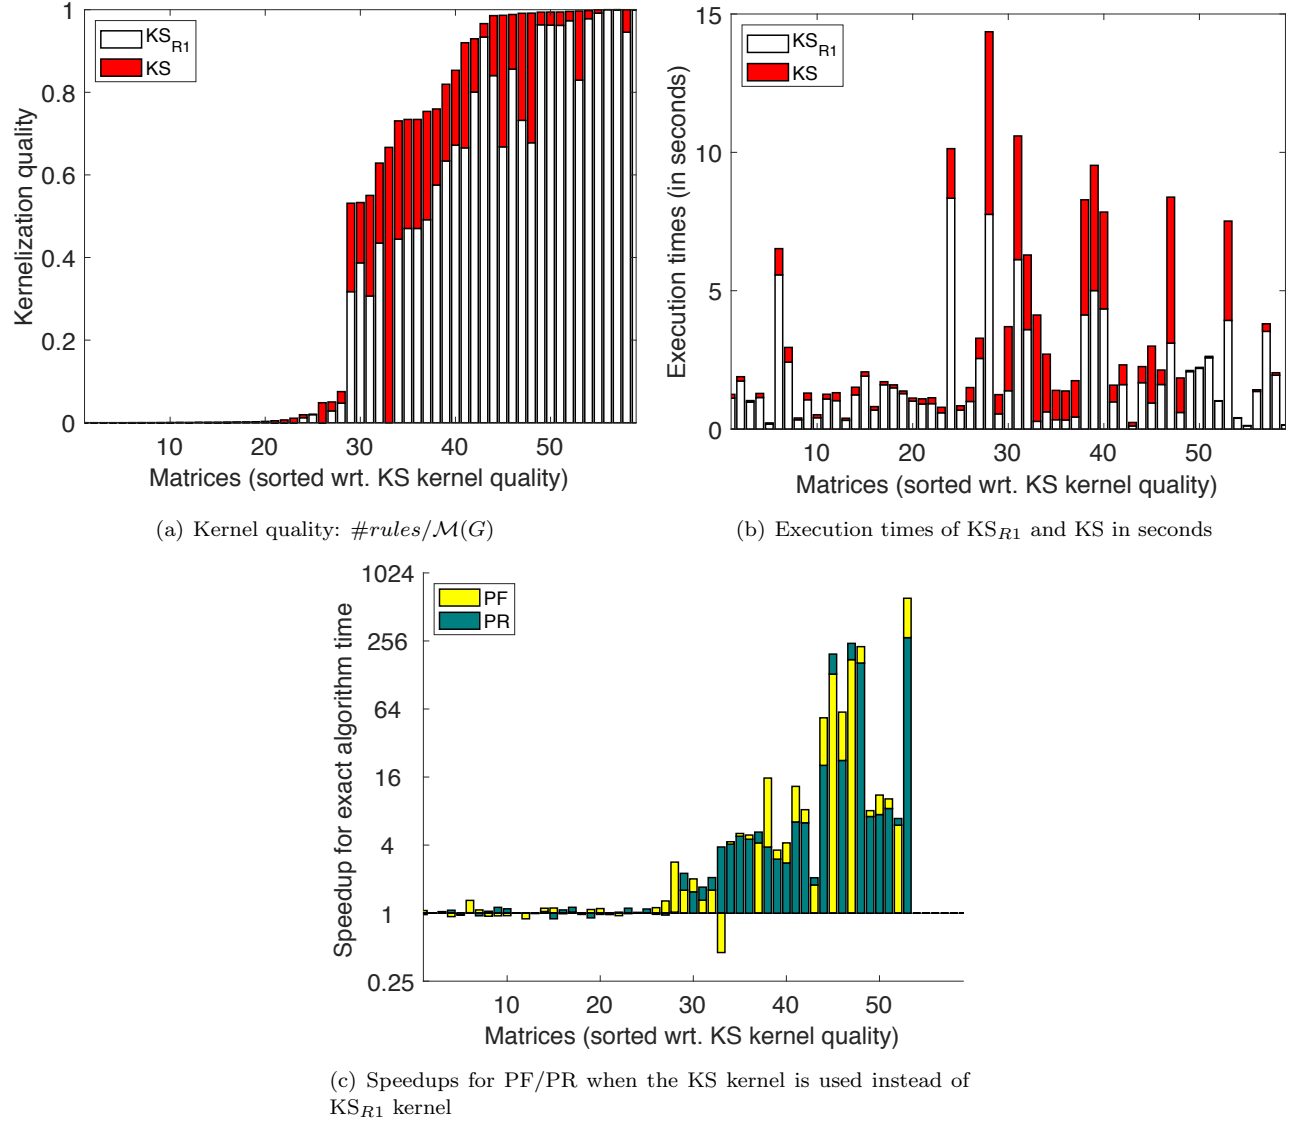 1
0.8
0.6
0.4
0.2
0
Kernelization quality
KS_R1
KS
10 20 30 40 50
Matrices (sorted wrt. KS kernel quality)
(a) Kernel quality: #rules/M(G)
15
10
5
0
Execution times (in seconds)
KS_R1
KS
10 20 30 40 50
Matrices (sorted wrt. KS kernel quality)
(b) Execution times of KS_R1 and KS in seconds
1024
256
64
16
4
1
0.25
Speedup for exact algorithm time
PF
PR
10 20 30 40 50
Matrices (sorted wrt. KS kernel quality)
(c) Speedups for PF/PR when the KS kernel is used instead of
KS_R1 kernel